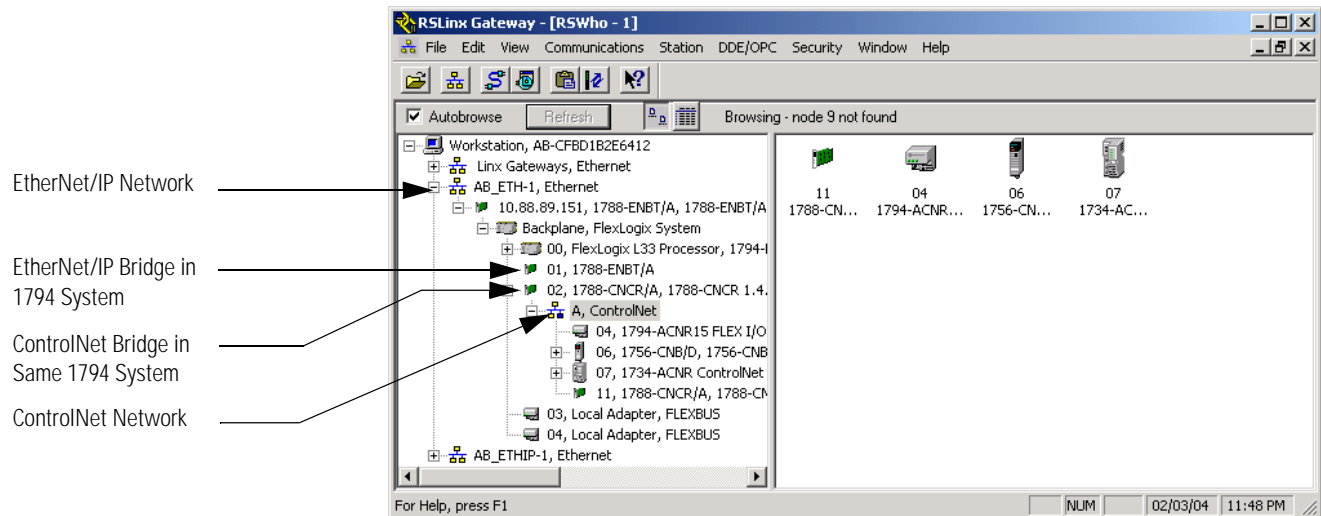 RSLinx Gateway - [RSWho - 1]
File Edit View Communications Station DDE/OPC Security Window Help
Autobrowse Refresh Browsing - node 9 not found
EtherNet/IP Network
EtherNet/IP Bridge in
1794 System
ControlNet Bridge in
Same 1794 System
ControlNet Network
Workstation, AB-CFBD1B2E6412
Linx Gateways, Ethernet
AB_ETH-1, Ethernet
10.88.89.151, 1788-ENBT/A, 1788-ENBT/A
Backplane, FlexLogix System
00, FlexLogix L33 Processor, 1794-
01, 1788-ENBT/A
02, 1788-CNCR/A, 1788-CNCR 1.4.
A, ControlNet
04, 1794-ACNR15 FLEX I/O
06, 1756-CNB/D, 1756-CNB
07, 1734-ACNR ControlNet
11, 1788-CNCR/A, 1788-CN
03, Local Adapter, FLEXBUS
04, Local Adapter, FLEXBUS
AB_ETHIP-1, Ethernet
11
1788-CN...
04
1794-ACNR...
06
1756-CN...
07
1734-AC...
For Help, press F1 NUM 02/03/04 11:48 PM